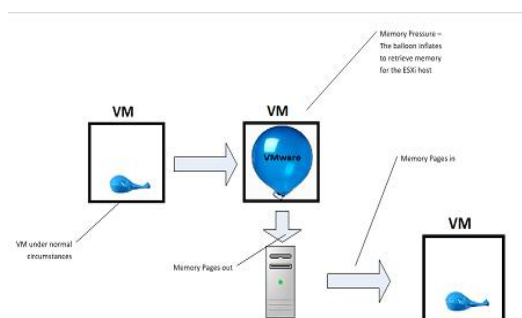 Memory Pressure –
The balloon inflates
to retrieve memory
for the ESXi host
VM
VM
VMware
Memory Pages in
VM
VM under normal
circumstances
Memory Pages out